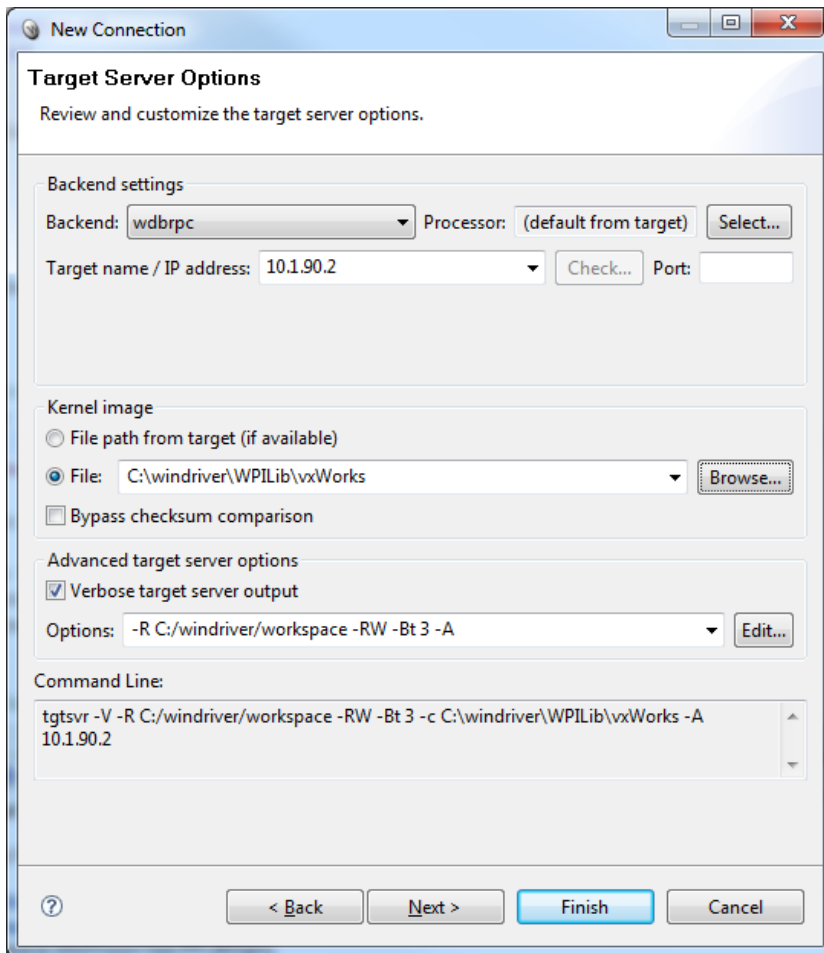 New Connection
Target Server Options
Review and customize the target server options.
Backend settings
Backend: wdbrpc Processor: (default from target) Select...
Target name / IP address: 10.1.90.2 Check... Port:
Kernel image
File path from target (if available)
File: C:\windriver\WPILib\vxWorks Browse...
Bypass checksum comparison
Advanced target server options
Verbose target server output
Options: -R C:/windriver/workspace -RW -Bt 3 -A Edit...
Command Line:
tgtsvr -V -R C:/windriver/workspace -RW -Bt 3 -c C:\windriver\WPILib\vxWorks -A
10.1.90.2
? < Back Next > Finish Cancel